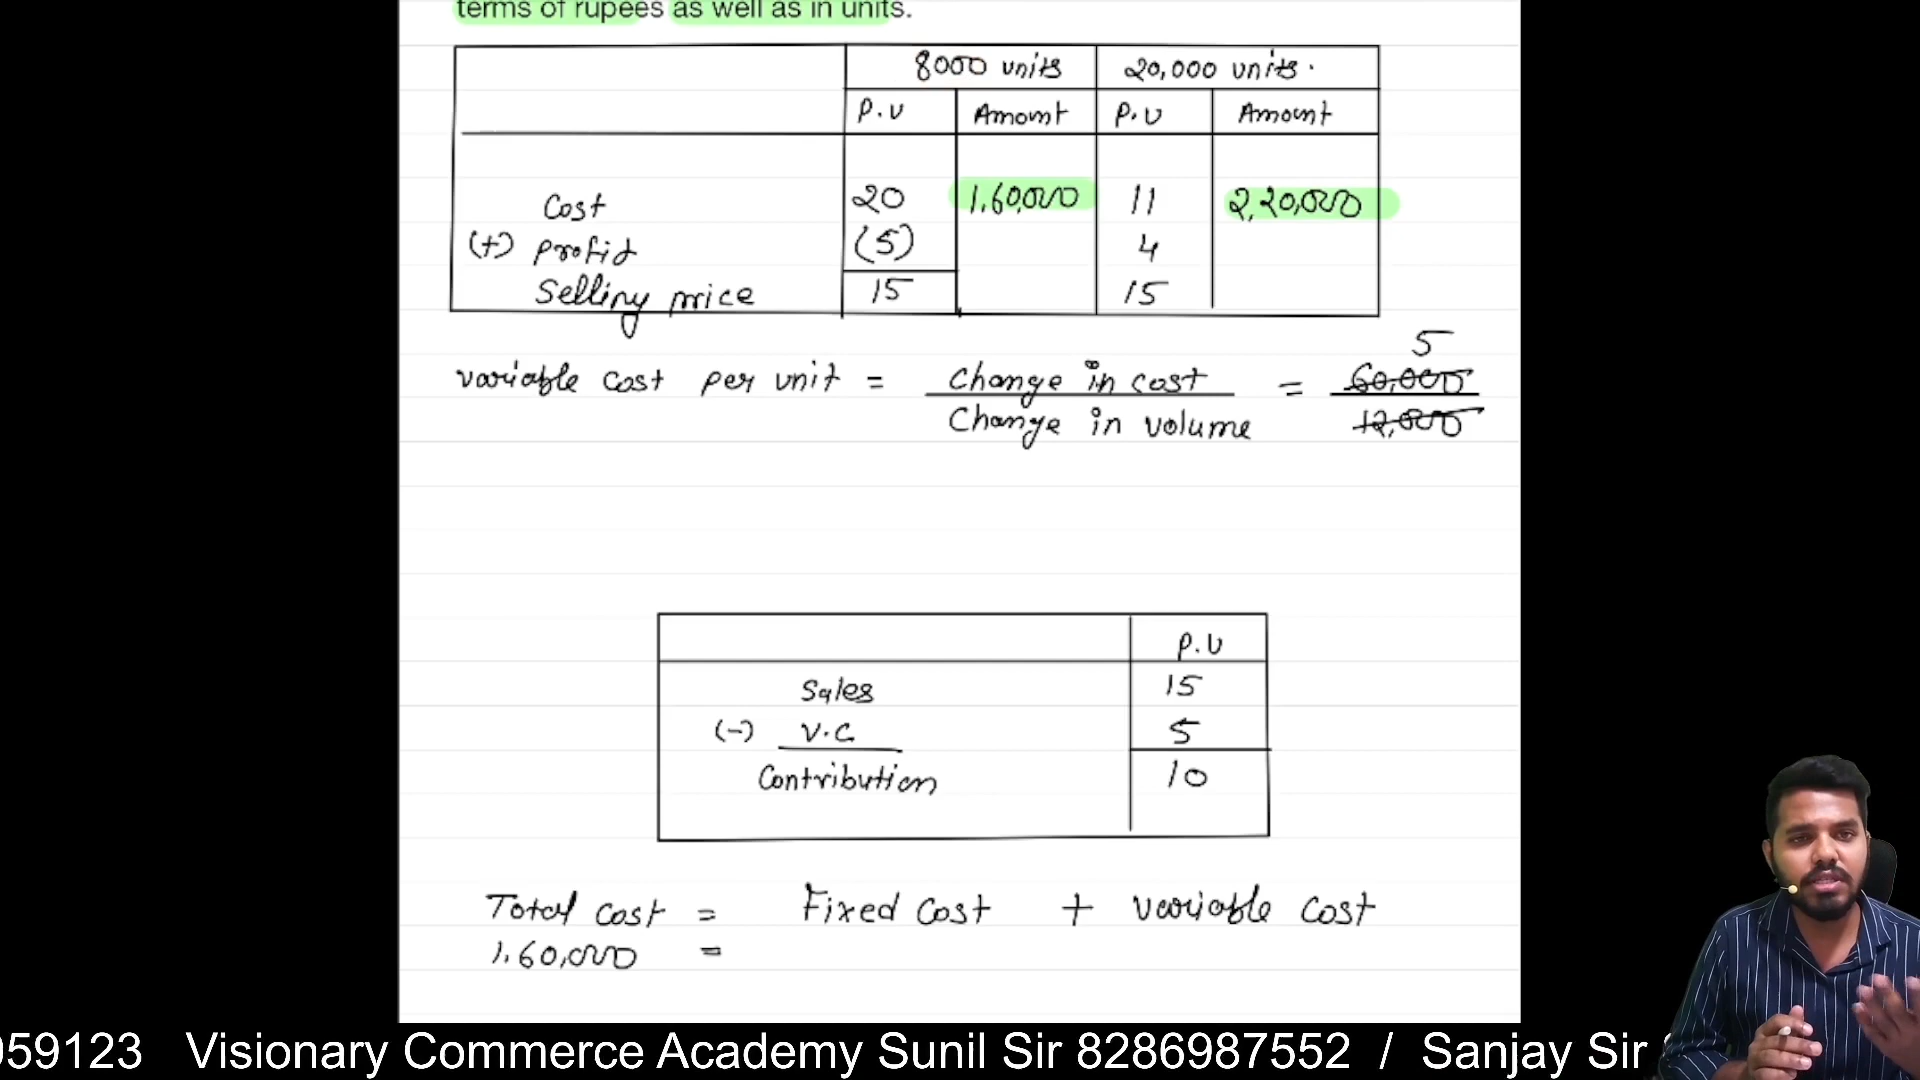 terms of rupees as well as in units.
8000 units 20,000 units.
P.U Amount P.U Amount
Cost 20 1,60,000 11 2,20,000
(+) Profit (5) 4
Selling price 15 15
5
variable cost per unit = Change in cost = 60,000
Change in volume 12,000
P.U
Sales 15
(-) V.C. 5
Contribution 10
Total cost = Fixed cost + variable cost
1,60,000 =
059123 Visionary Commerce Academy Sunil Sir 8286987552 / Sanjay Sir